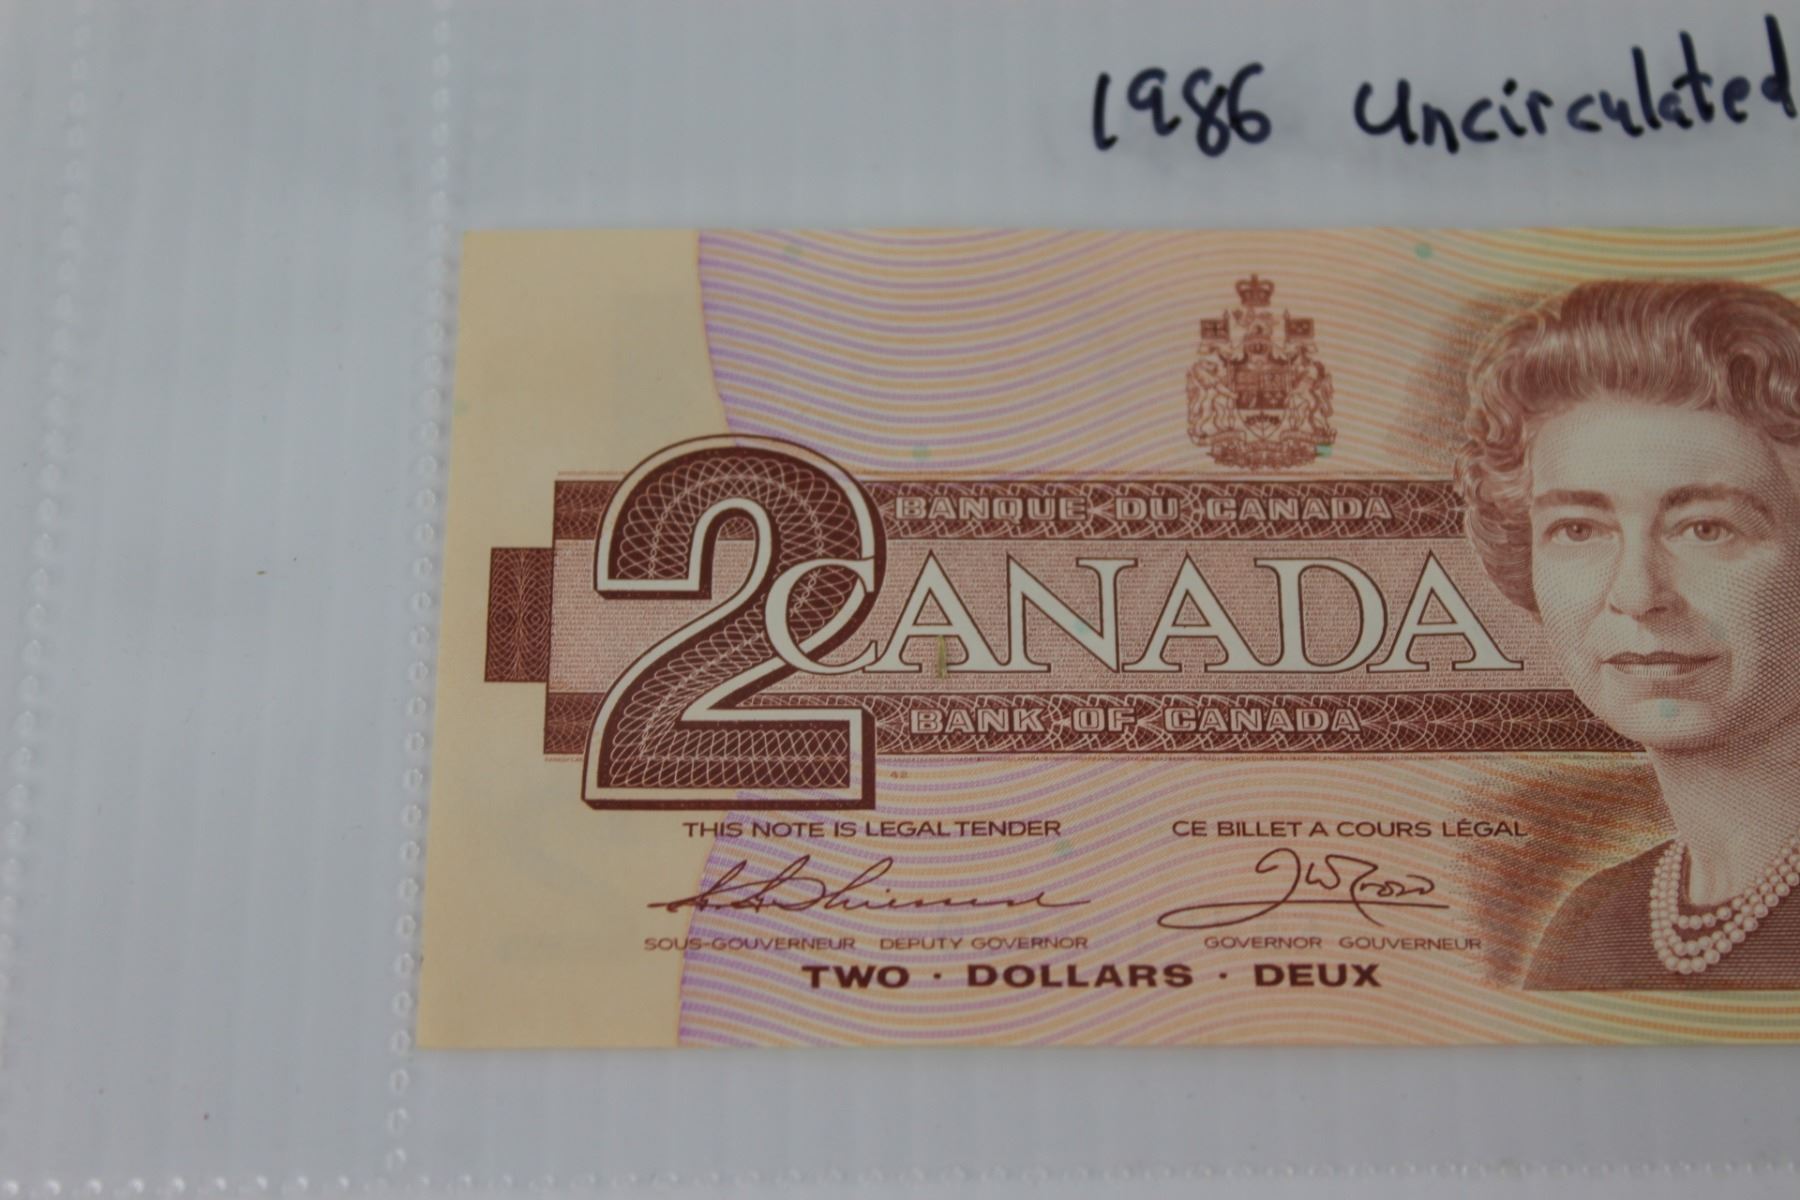 1986 Uncirculated
BANQUE DU CANADA
2 CANADA
BANK OF CANADA
42
THIS NOTE IS LEGAL TENDER CE BILLET A COURS LÉGAL
SOUS-GOUVERNEUR DEPUTY GOVERNOR GOVERNOR GOUVERNEUR
TWO · DOLLARS · DEUX